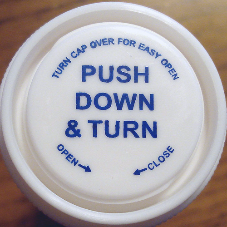 TURN CAP OVER FOR EASY OPEN
PUSH
DOWN
& TURN
OPEN
CLOSE